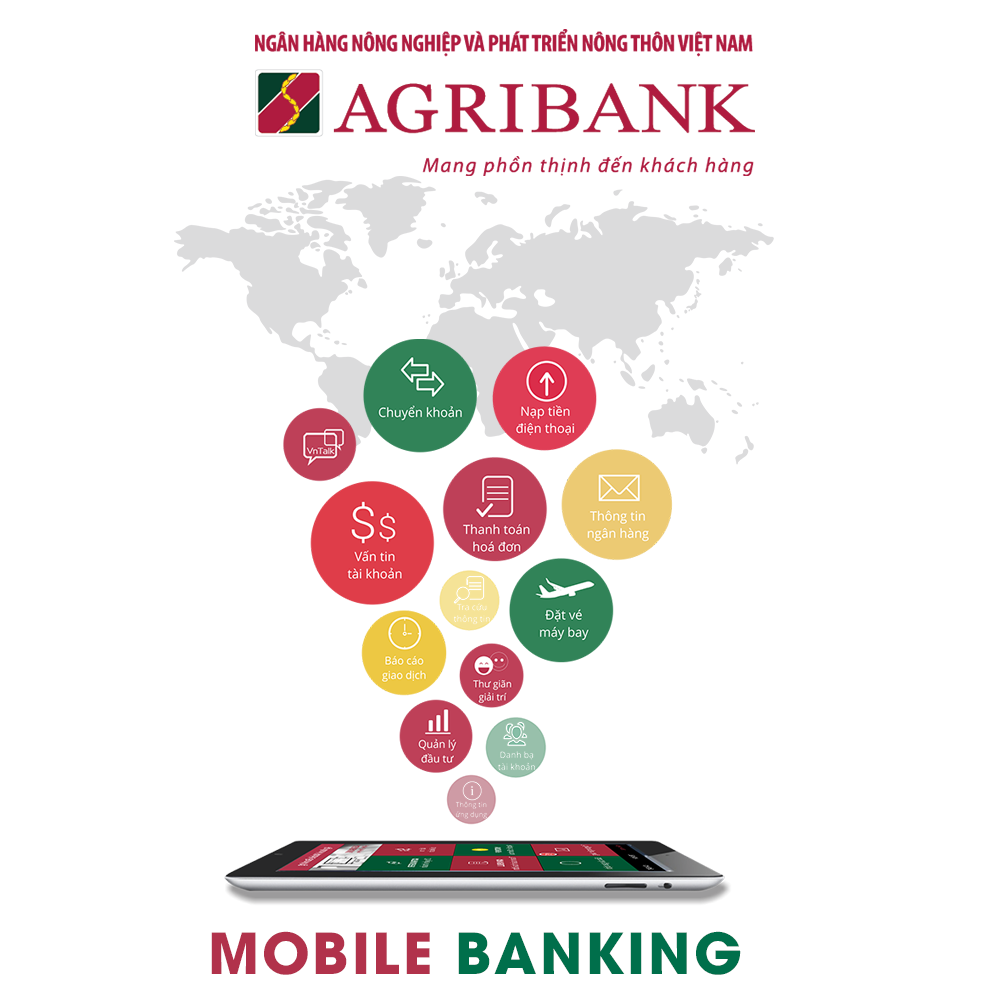 NGÂN HÀNG NÔNG NGHIỆP VÀ PHÁT TRIỂN NÔNG THÔN VIỆT NAM
AGRIBANK
Mang phồn thịnh đến khách hàng
Chuyển khoản
Nạp tiền
điện thoại
VnTalk
Vấn tin
tài khoản
Thanh toán
hoá đơn
Thông tin
ngân hàng
Tra cứu
thông tin
Đặt vé
máy bay
Báo cáo
giao dịch
Thư giãn
giải trí
Quản lý
đầu tư
Danh bạ
tài khoản
Thông tin
ứng dụng
MOBILE BANKING